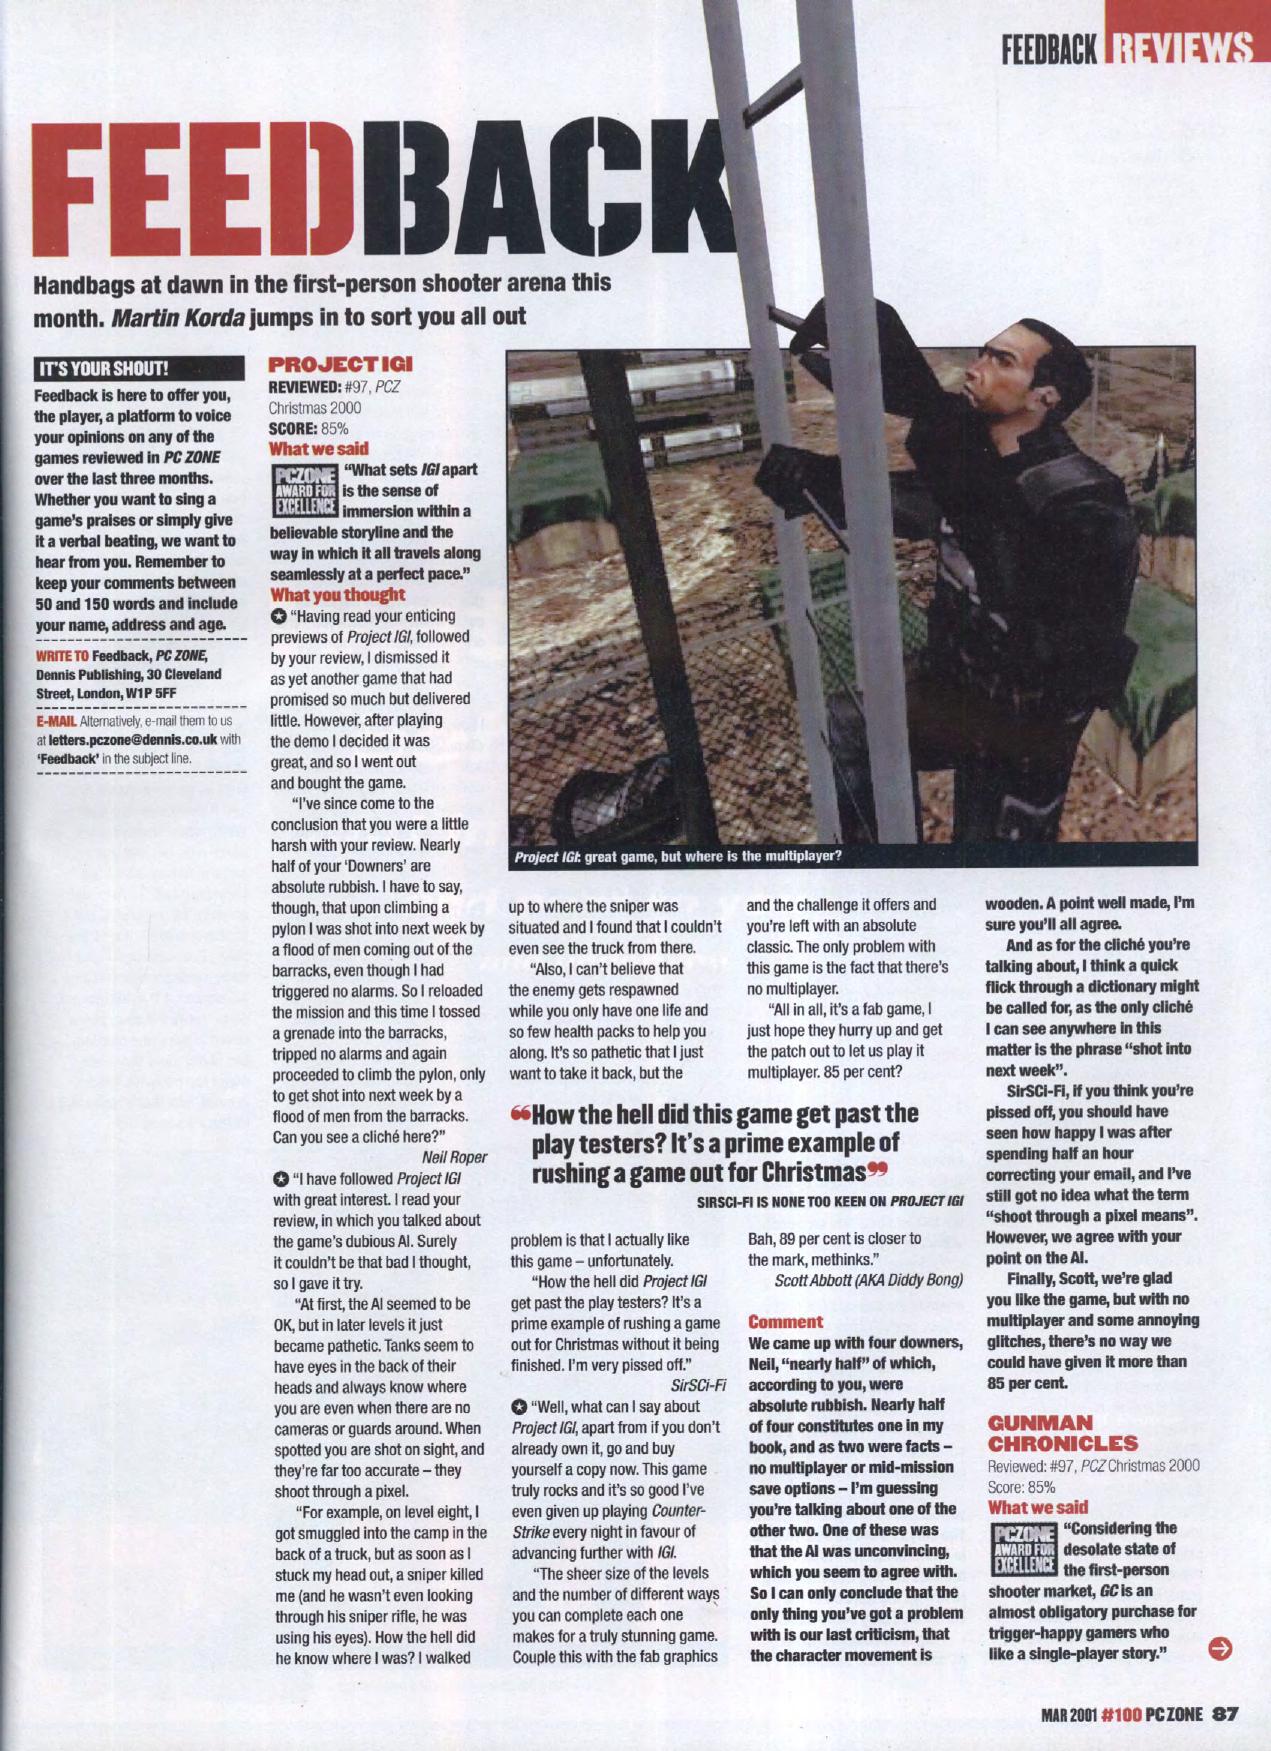 FEEDBACK REVIEWS
FEEDBACK
Handbags at dawn in the first-person shooter arena this
month. Martin Korda jumps in to sort you all out
IT'S YOUR SHOUT!
Feedback is here to offer you,
the player, a platform to voice
your opinions on any of the
games reviewed in PC ZONE
over the last three months.
Whether you want to sing a
game's praises or simply give
it a verbal beating, we want to
hear from you. Remember to
keep your comments between
50 and 150 words and include
your name, address and age.
WRITE TO Feedback, PC ZONE,
Dennis Publishing, 30 Cleveland
Street, London, W1P 5FF
E-MAIL Alternatively, e-mail them to us
at letters.pczone@dennis.co.uk with
'Feedback' in the subject line.
PROJECT IGI
REVIEWED: #97, PCZ
Christmas 2000
SCORE: 85%
What we said
PCZONE
AWARD FOR
EXCELLENCE
"What sets IGI apart
is the sense of
immersion within a
believable storyline and the
way in which it all travels along
seamlessly at a perfect pace."
What you thought
"Having read your enticing
previews of Project IGI, followed
by your review, I dismissed it
as yet another game that had
promised so much but delivered
little. However, after playing
the demo I decided it was
great, and so I went out
and bought the game.
"I've since come to the
conclusion that you were a little
harsh with your review. Nearly
half of your 'Downers' are
absolute rubbish. I have to say,
though, that upon climbing a
pylon I was shot into next week by
a flood of men coming out of the
barracks, even though I had
triggered no alarms. So I reloaded
the mission and this time I tossed
a grenade into the barracks,
tripped no alarms and again
proceeded to climb the pylon, only
to get shot into next week by a
flood of men from the barracks.
Can you see a cliché here?"
Neil Roper
"I have followed Project IGI
with great interest. I read your
review, in which you talked about
the game's dubious AI. Surely
it couldn't be that bad I thought,
so I gave it try.
"At first, the AI seemed to be
OK, but in later levels it just
became pathetic. Tanks seem to
have eyes in the back of their
heads and always know where
you are even when there are no
cameras or guards around. When
spotted you are shot on sight, and
they're far too accurate – they
shoot through a pixel.
"For example, on level eight, I
got smuggled into the camp in the
back of a truck, but as soon as I
stuck my head out, a sniper killed
me (and he wasn't even looking
through his sniper rifle, he was
using his eyes). How the hell did
he know where I was? I walked
Project IGI: great game, but where is the multiplayer?
up to where the sniper was
situated and I found that I couldn't
even see the truck from there.
"Also, I can't believe that
the enemy gets respawned
while you only have one life and
so few health packs to help you
along. It's so pathetic that I just
want to take it back, but the
"How the hell did this game get past the
play testers? It's a prime example of
rushing a game out for Christmas"
SIRSCI-FI IS NONE TOO KEEN ON PROJECT IGI
problem is that I actually like
this game – unfortunately.
"How the hell did Project IGI
get past the play testers? It's a
prime example of rushing a game
out for Christmas without it being
finished. I'm very pissed off."
SirSCi-Fi
"Well, what can I say about
Project IGI, apart from if you don't
already own it, go and buy
yourself a copy now. This game
truly rocks and it's so good I've
even given up playing Counter-
Strike every night in favour of
advancing further with IGI.
"The sheer size of the levels
and the number of different ways
you can complete each one
makes for a truly stunning game.
Couple this with the fab graphics
and the challenge it offers and
you're left with an absolute
classic. The only problem with
this game is the fact that there's
no multiplayer.
"All in all, it's a fab game, I
just hope they hurry up and get
the patch out to let us play it
multiplayer. 85 per cent?
Bah, 89 per cent is closer to
the mark, methinks."
Scott Abbott (AKA Diddy Bong)
Comment
We came up with four downers,
Neil, "nearly half" of which,
according to you, were
absolute rubbish. Nearly half
of four constitutes one in my
book, and as two were facts –
no multiplayer or mid-mission
save options – I'm guessing
you're talking about one of the
other two. One of these was
that the AI was unconvincing,
which you seem to agree with.
So I can only conclude that the
only thing you've got a problem
with is our last criticism, that
the character movement is
wooden. A point well made, I'm
sure you'll all agree.
And as for the cliché you're
talking about, I think a quick
flick through a dictionary might
be called for, as the only cliché
I can see anywhere in this
matter is the phrase "shot into
next week".
SirSCi-Fi, if you think you're
pissed off, you should have
seen how happy I was after
spending half an hour
correcting your email, and I've
still got no idea what the term
"shoot through a pixel means".
However, we agree with your
point on the AI.
Finally, Scott, we're glad
you like the game, but with no
multiplayer and some annoying
glitches, there's no way we
could have given it more than
85 per cent.
GUNMAN
CHRONICLES
Reviewed: #97, PCZ Christmas 2000
Score: 85%
What we said
PCZONE
AWARD FOR
EXCELLENCE
"Considering the
desolate state of
the first-person
shooter market, GC is an
almost obligatory purchase for
trigger-happy gamers who
like a single-player story."
MAR 2001 #100 PC ZONE 87